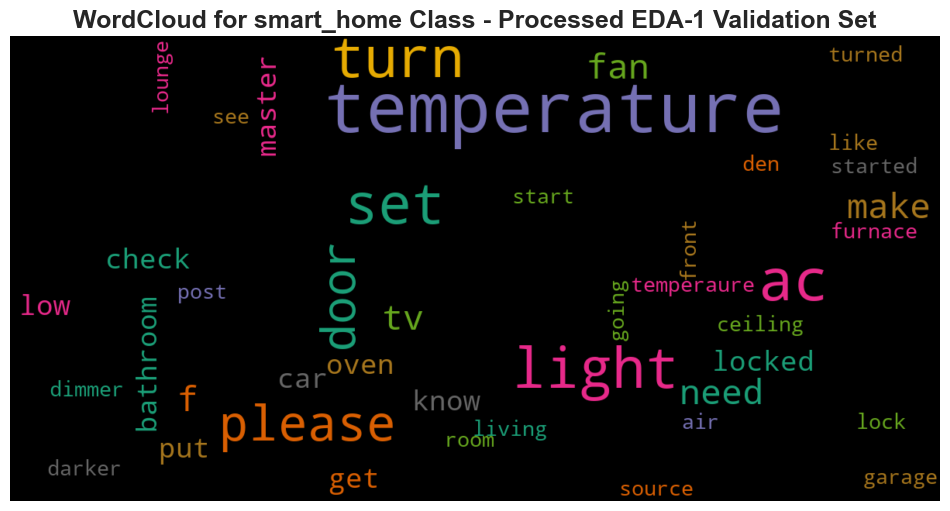 WordCloud for smart_home Class - Processed EDA-1 Validation Set
lounge
turn
turned
fan
master
temperature
see
like
den
started
set
start
make
furnace
front
door
check
ac
temperaure
post
low
going
bathroom
tv
ceiling
light
locked
oven
car
dimmer
f
need
know
please
air
lock
living
room
put
darker
get
source
garage